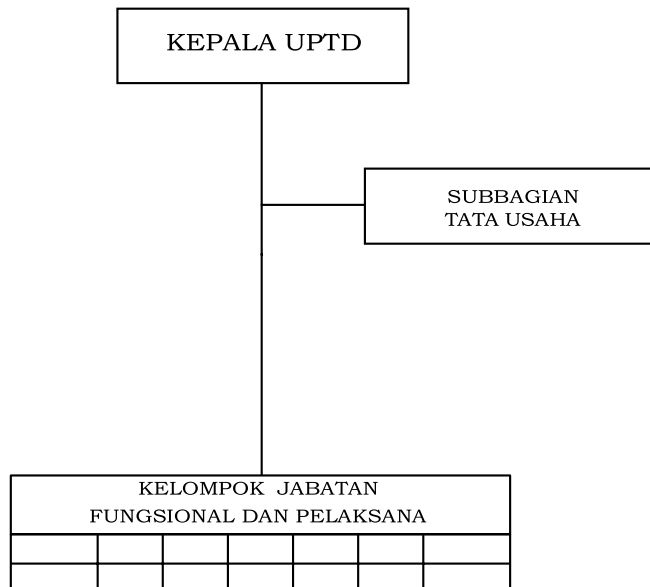 KEPALA UPTD
SUBBAGIAN
TATA USAHA
KELOMPOK JABATAN
FUNGSIONAL DAN PELAKSANA